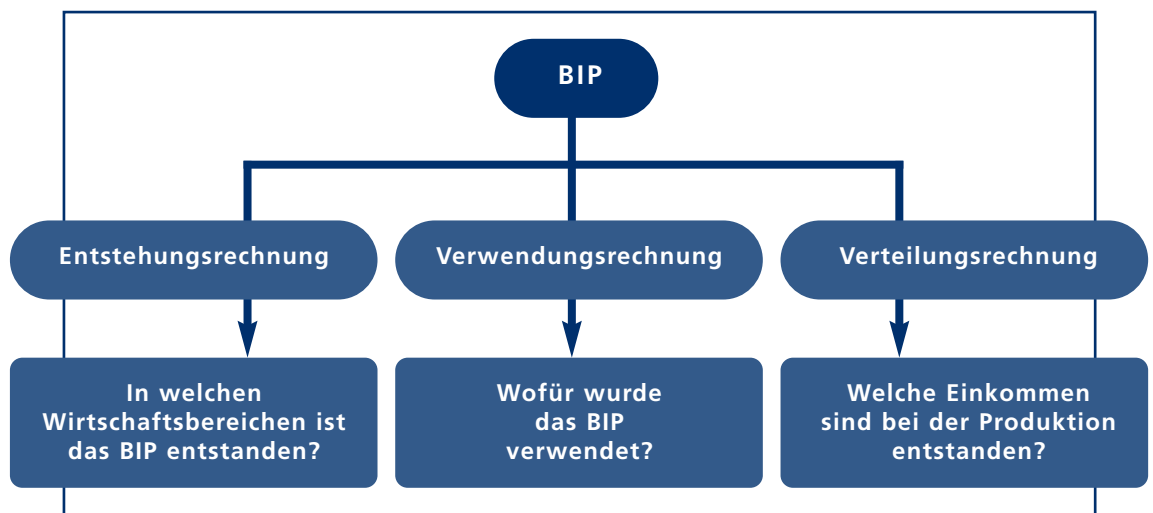 BIP
Entstehungsrechnung
Verwendungsrechnung
Verteilungsrechnung
In welchen
Wirtschaftsbereichen ist
das BIP entstanden?
Wofür wurde
das BIP
verwendet?
Welche Einkommen
sind bei der Produktion
entstanden?